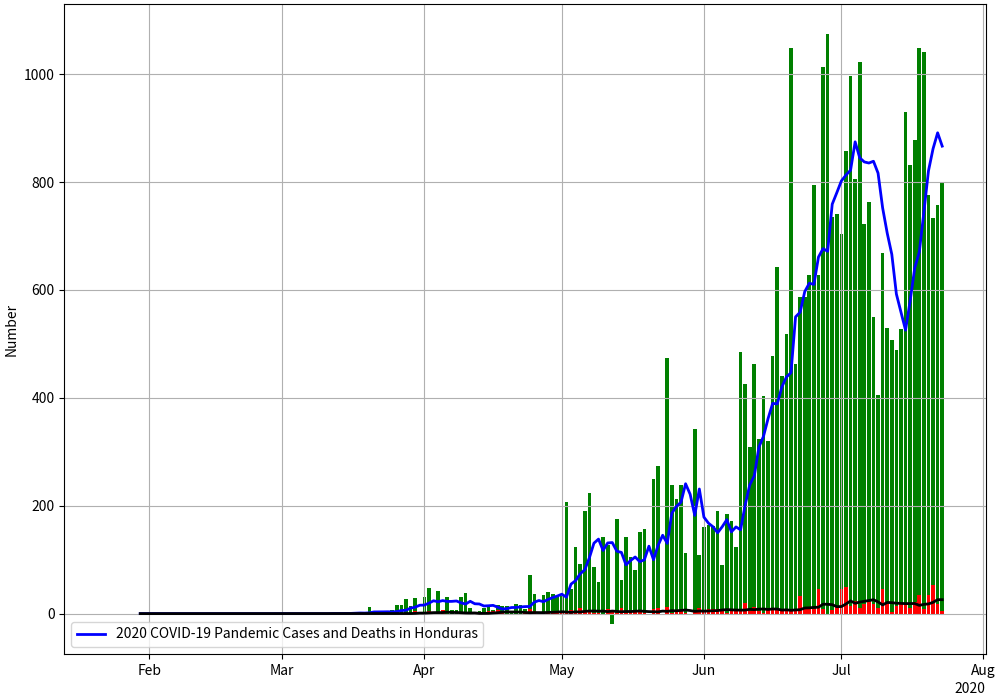 1000
800
600
400
200
0
Number
2020 COVID-19 Pandemic Cases and Deaths in Honduras
Feb Mar Apr May Jun Jul Aug
2020